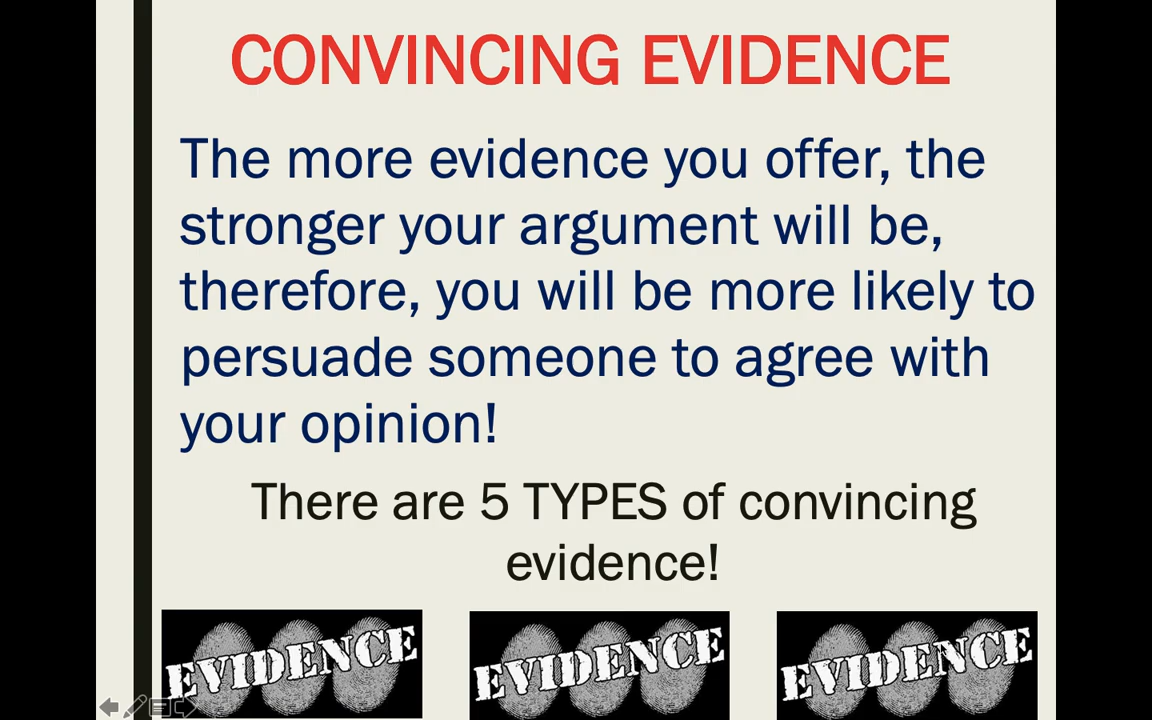 CONVINCING EVIDENCE
The more evidence you offer, the
stronger your argument will be,
therefore, you will be more likely to
persuade someone to agree with
your opinion!
There are 5 TYPES of convincing
evidence!
EVIDENCE EVIDENCE EVIDENCE